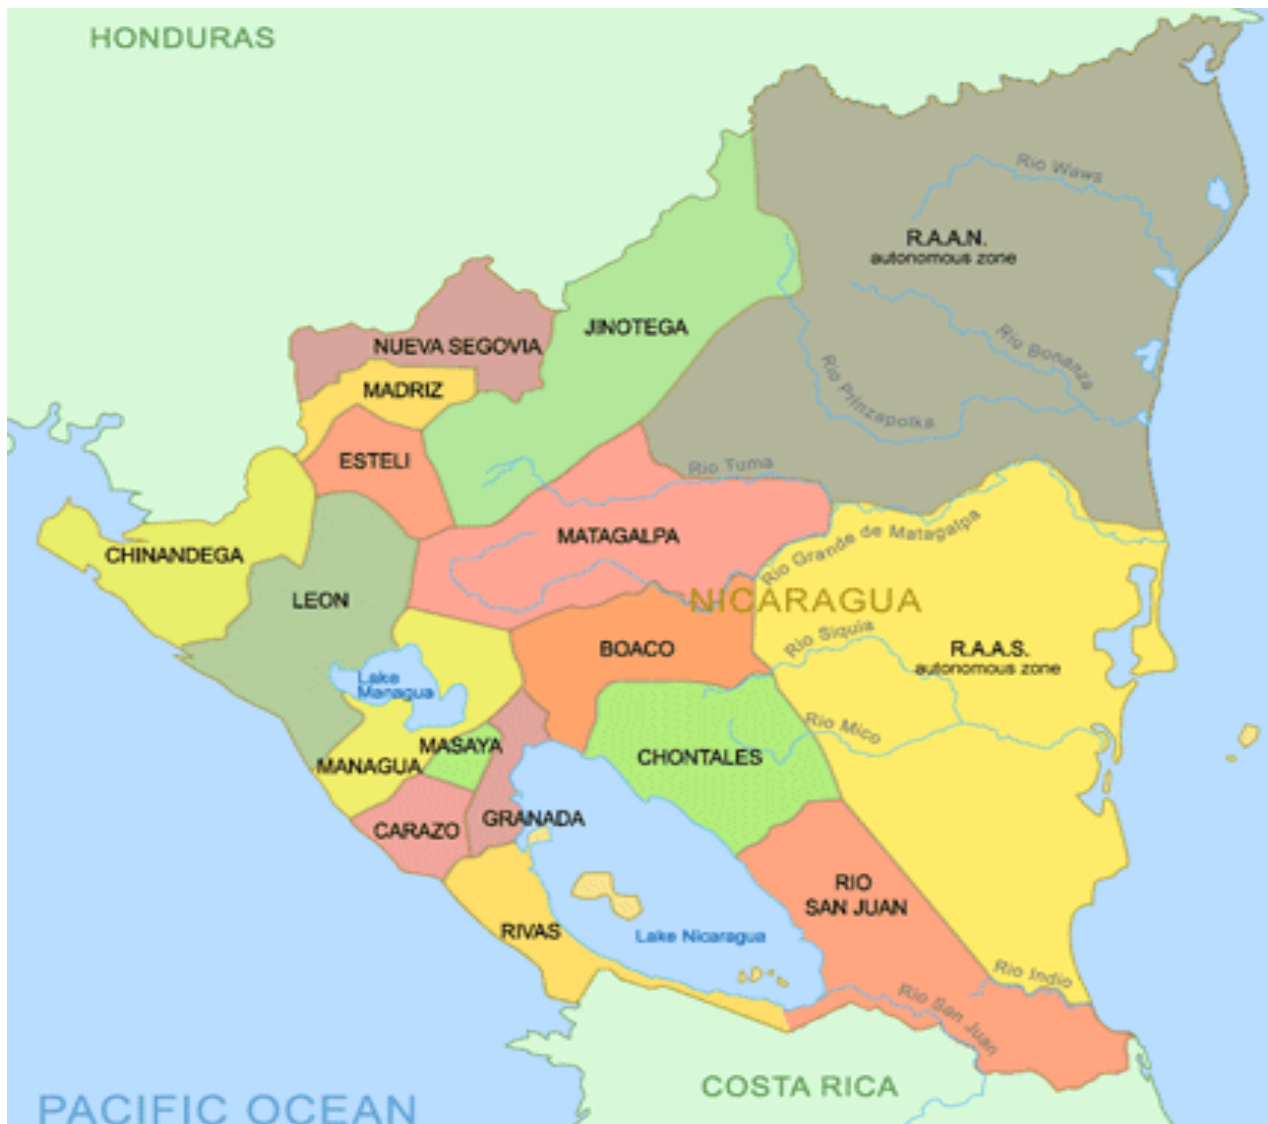 HONDURAS
Rio Waws
R.A.A.N.
autonomous zone
JINOTEGA
NUEVA SEGOVIA
Rio Bonanza
MADRIZ
Rio Prinzapolka
ESTELI
Rio Tuma
MATAGALPA
Rio Grande de Matagalpa
CHINANDEGA
LEON
NICARAGUA
Rio Siquia
BOACO
R.A.A.S.
autonomous zone
Lake
Managua
Rio Mico
MASAYA
MANAGUA
CHONTALES
GRANADA
CARAZO
RIO
SAN JUAN
RIVAS
Lake Nicaragua
Rio Indio
Rio San Juan
COSTA RICA
PACIFIC OCEAN